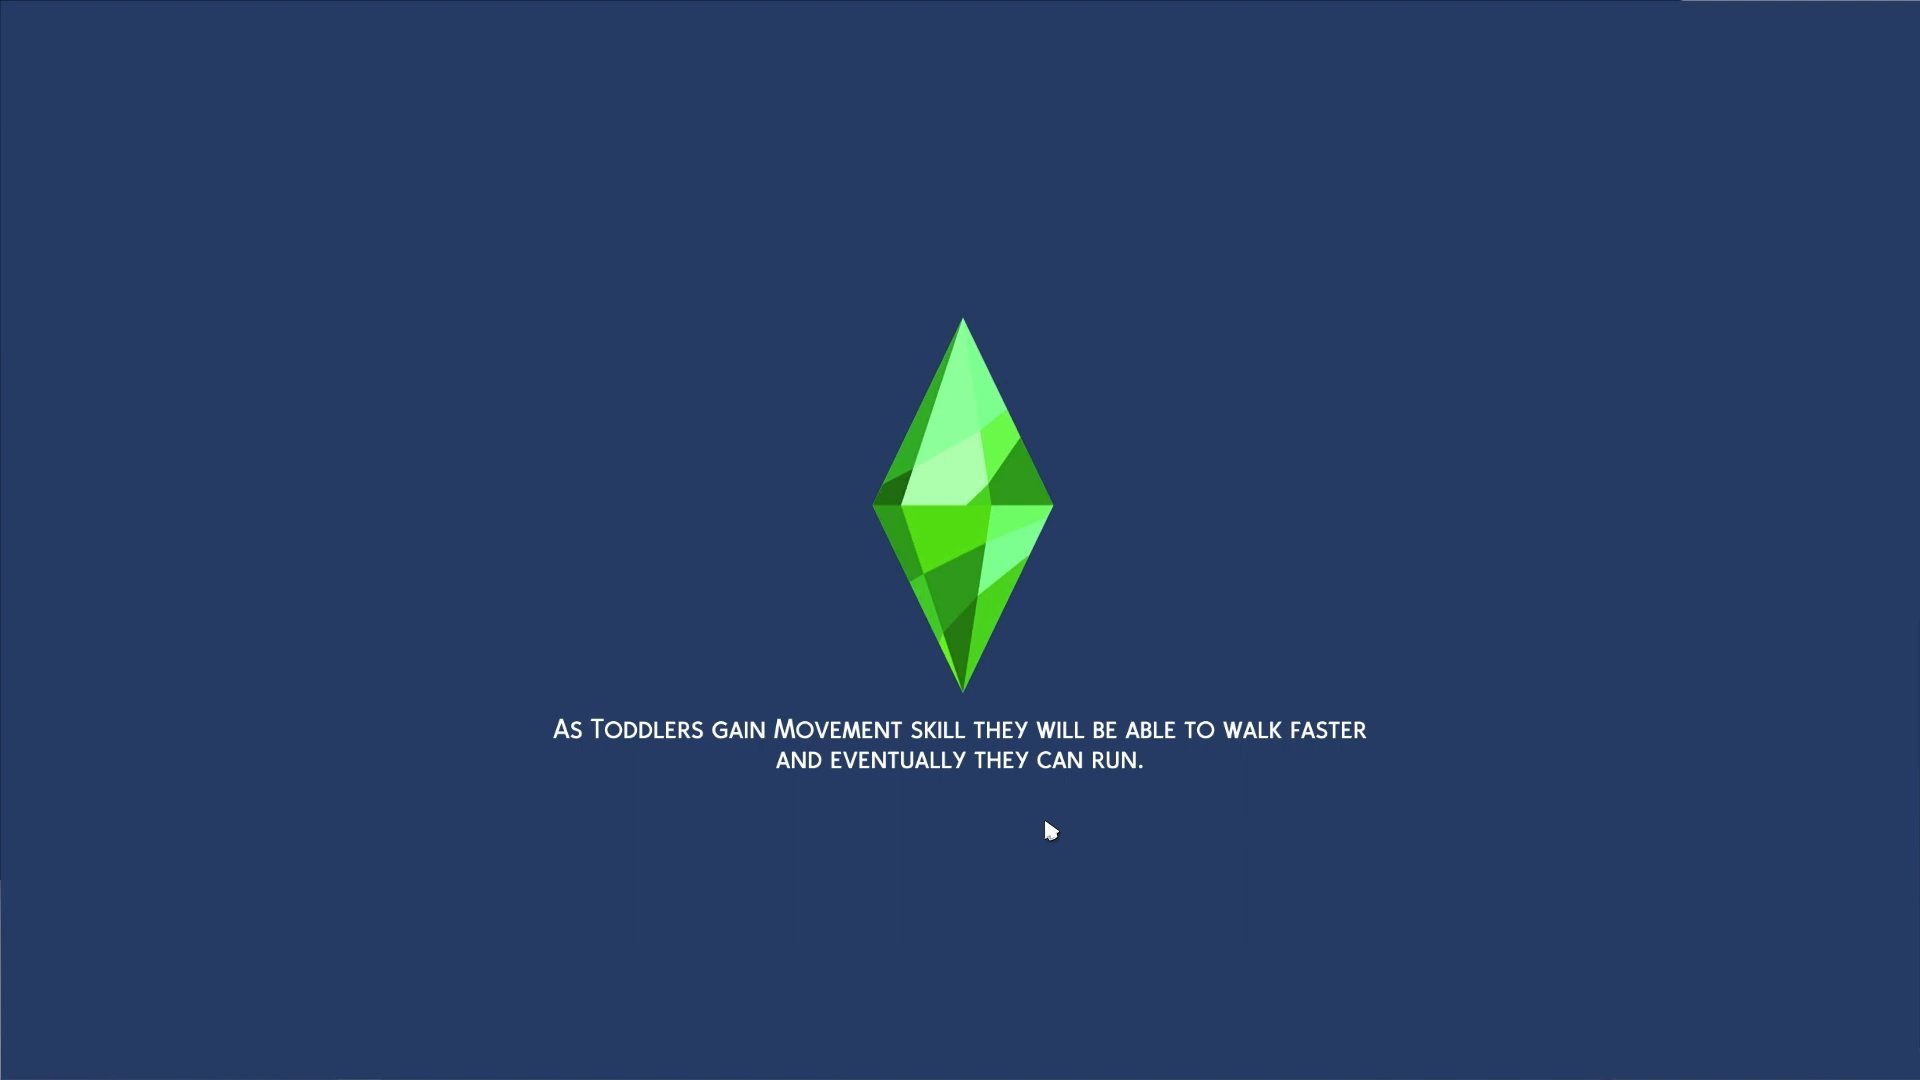 As Toddlers gain Movement skill they will be able to walk faster
and eventually they can run.